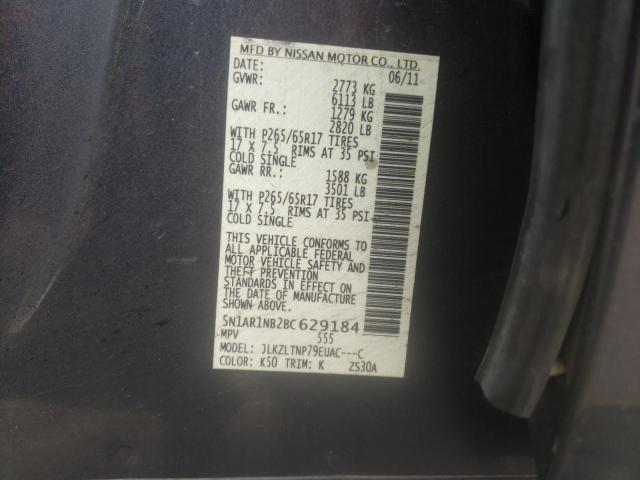 MFD BY NISSAN MOTOR CO., LTD.
DATE: 06/11
GVWR: 2773 KG
6113 LB
GAWR FR.: 1279 KG
2820 LB
WITH P265/65R17 TIRES
17 X 7.5 RIMS AT 35 PSI
COLD SINGLE
GAWR RR.: 1588 KG
3501 LB
WITH P265/65R17 TIRES
17 X 7.5 RIMS AT 35 PSI
COLD SINGLE
THIS VEHICLE CONFORMS TO
ALL APPLICABLE FEDERAL
MOTOR VEHICLE SAFETY AND
THEFT PREVENTION
STANDARDS IN EFFECT ON
THE DATE OF MANUFACTURE
SHOWN ABOVE.
5N1AR1NB2BC629184
MPV 555
MODEL: JLKZLTNP79EUAC---C
COLOR: K50 TRIM: K ZS30A